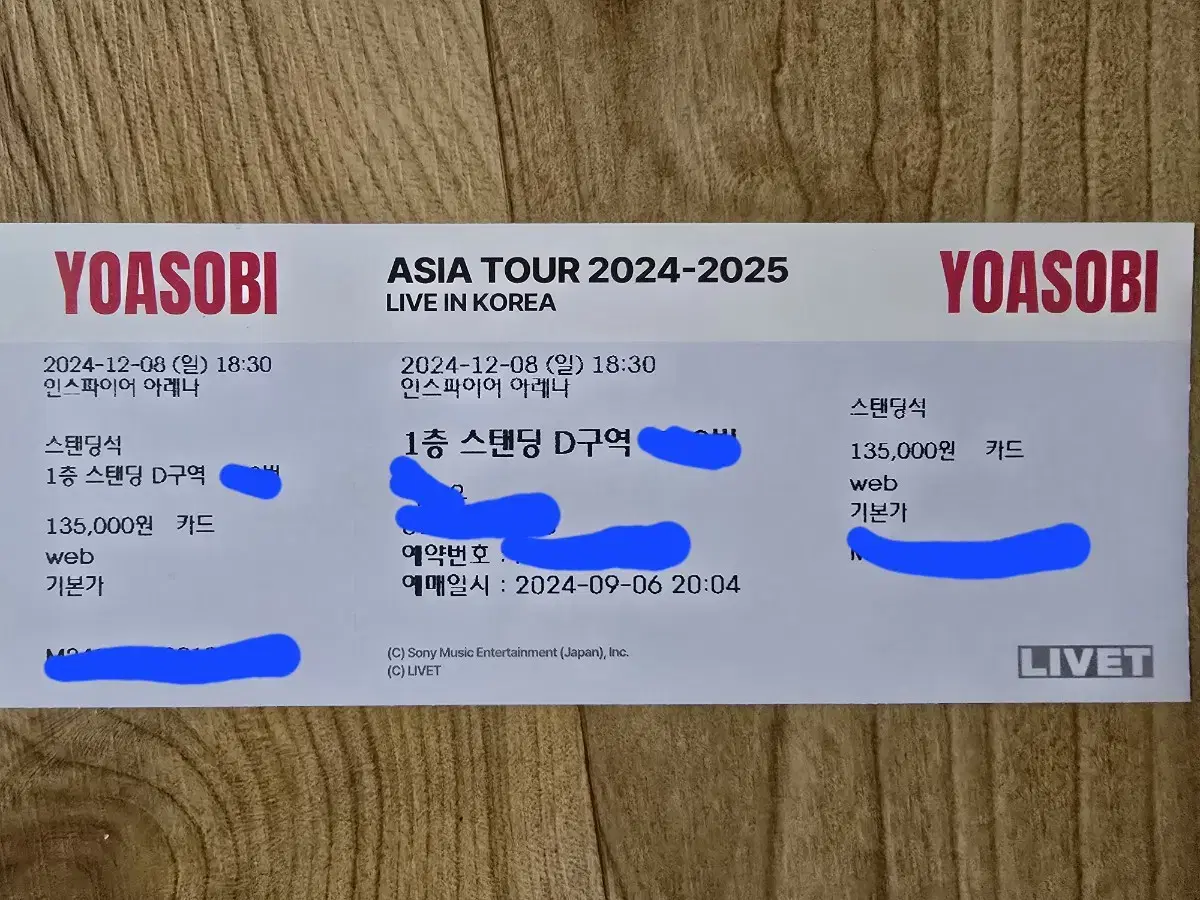 YOASOBI
2024-12-08 (일) 18:30
인스파이어 아레나
스탠딩석
1층 스탠딩 D구역
135,000원 카드
web
기본가
ASIA TOUR 2024-2025
LIVE IN KOREA
2024-12-08 (일) 18:30
인스파이어 아레나
1층 스탠딩 D구역
예약번호 :
예매일시 : 2024-09-06 20:04
(C) Sony Music Entertainment (Japan), Inc.
(C) LIVET
YOASOBI
스탠딩석
135,000원 카드
web
기본가
LIVET